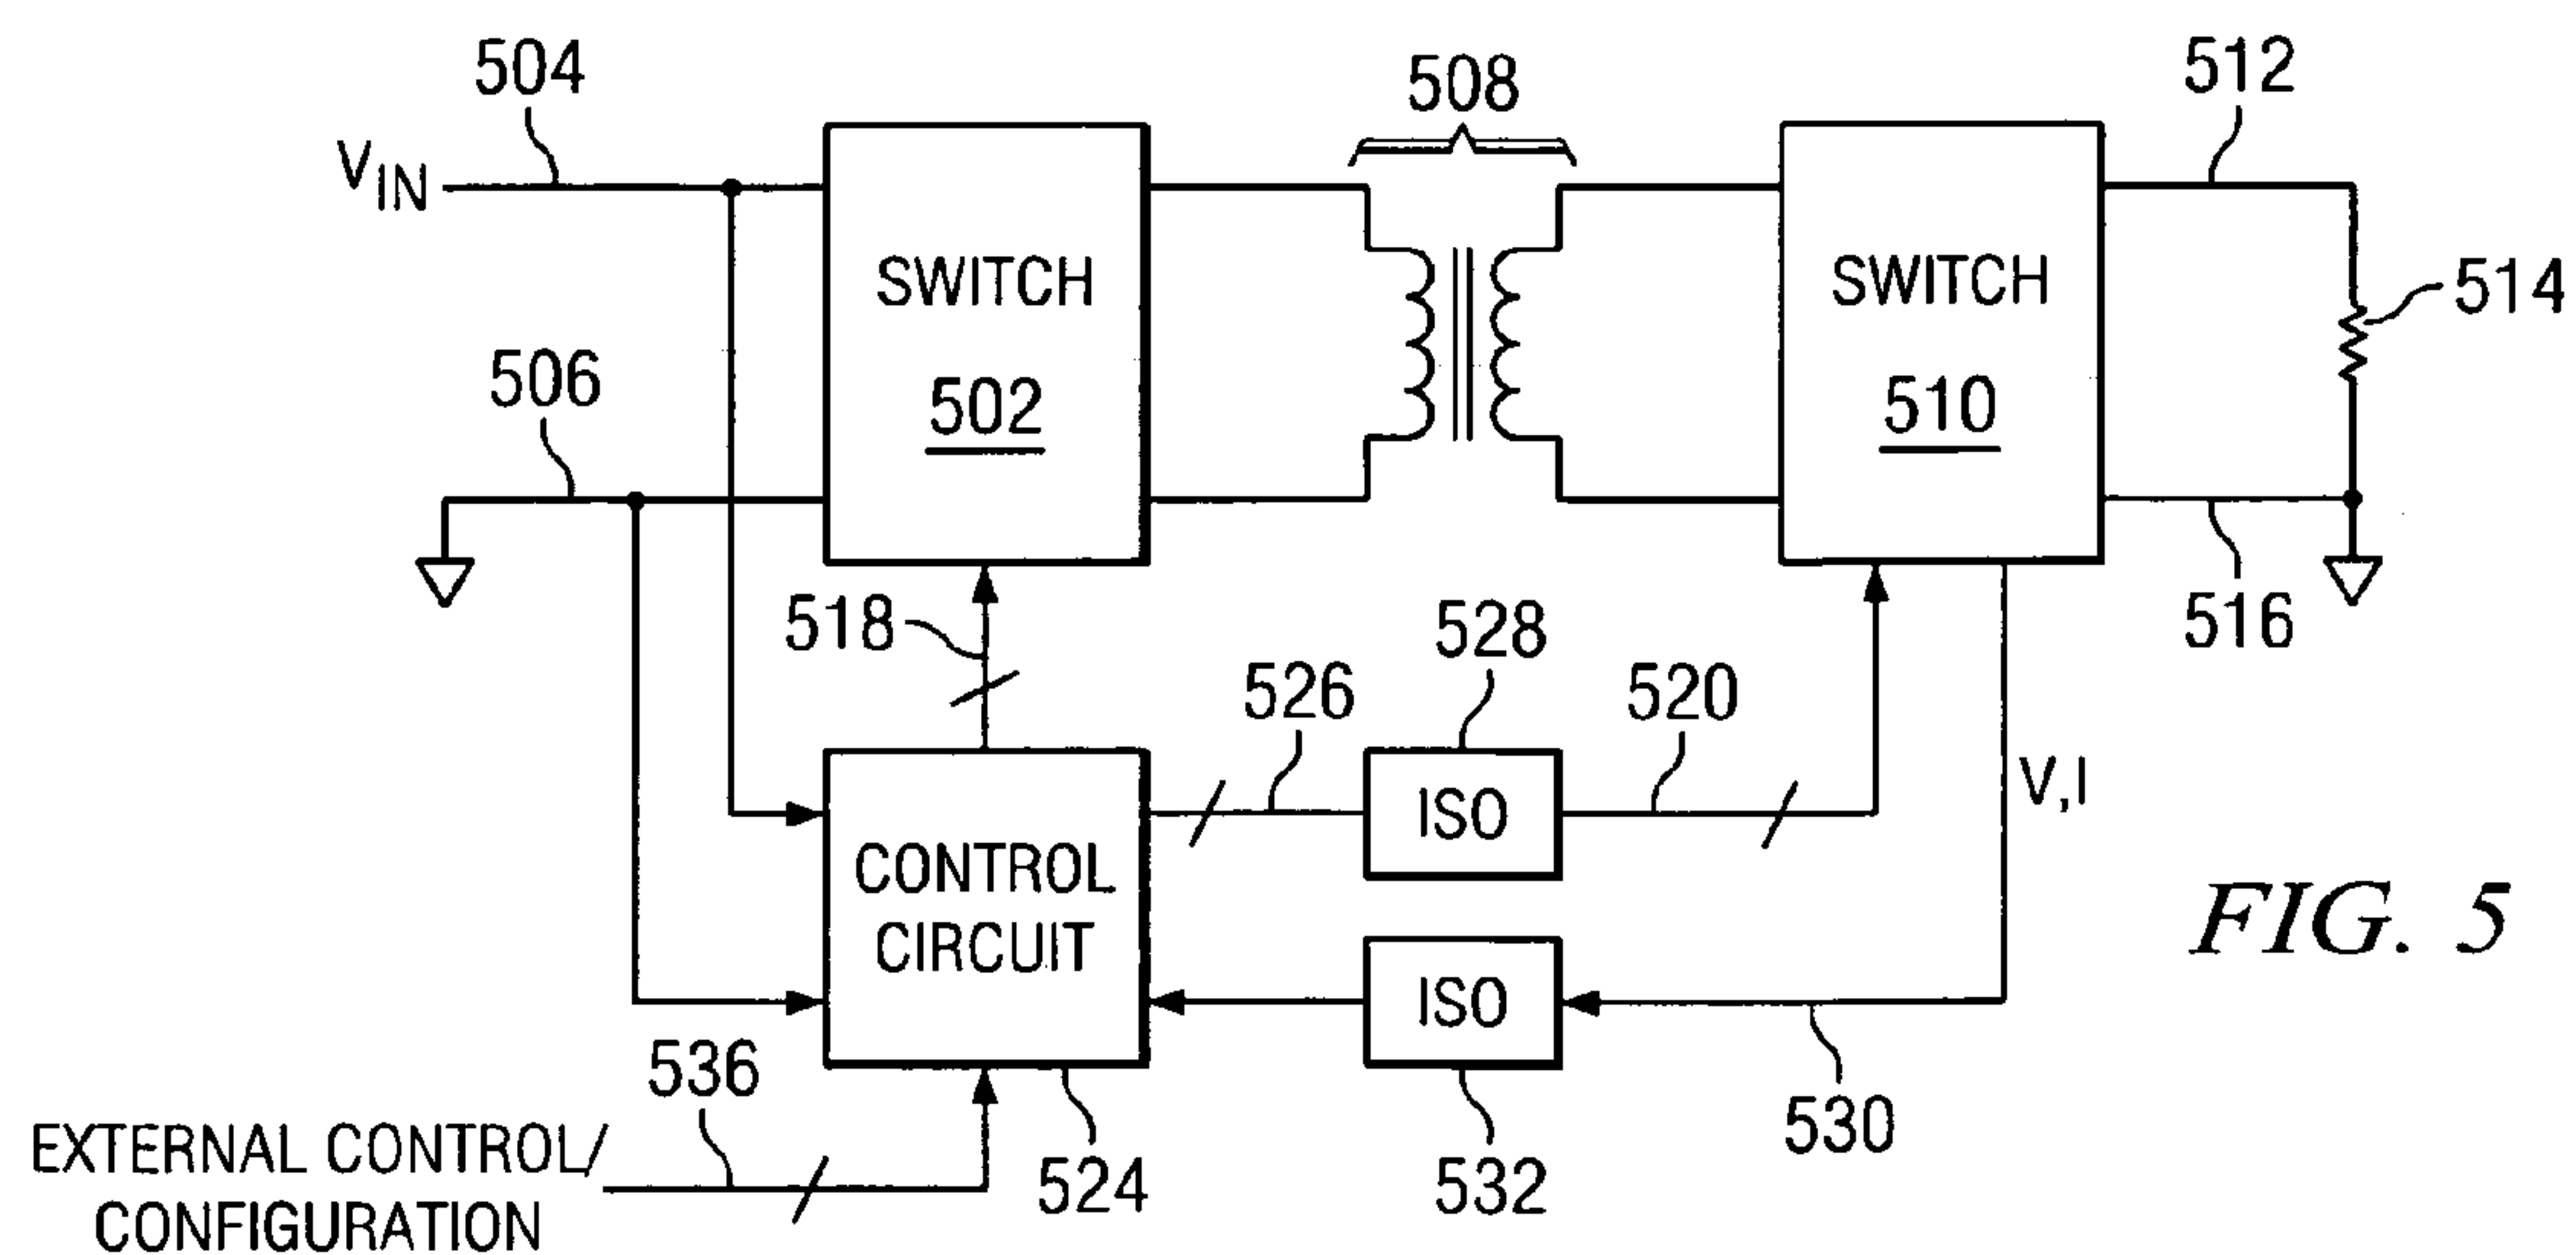 504
508
512
VIN
SWITCH
502
SWITCH
510
514
506
518
528
516
526
520
V,I
ISO
CONTROL
CIRCUIT
FIG. 5
ISO
536
530
EXTERNAL CONTROL/
CONFIGURATION
524
532